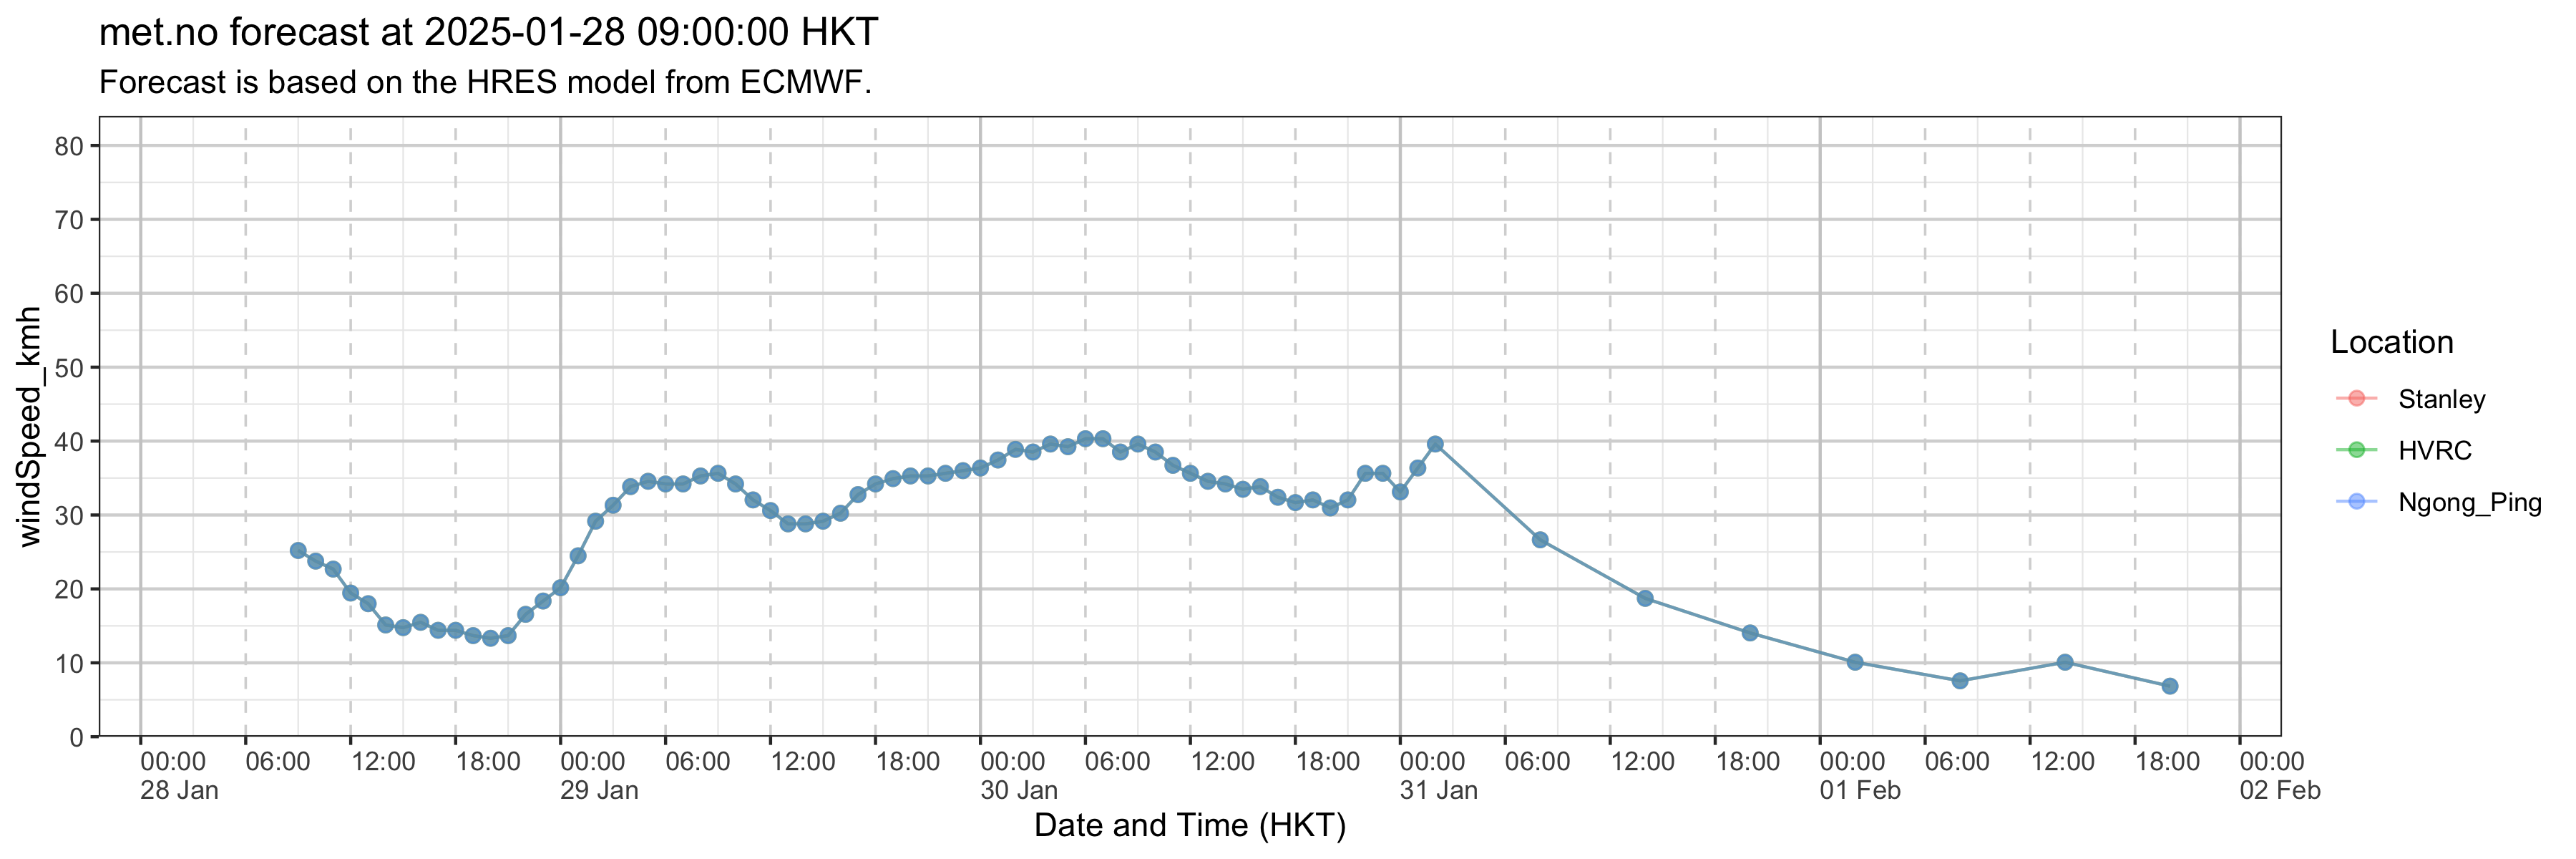 met.no forecast at 2025-01-28 09:00:00 HKT
Forecast is based on the HRES model from ECMWF.
windSpeed_kmh
80
70
60
50
40
30
20
10
0
00:00 06:00 12:00 18:00 00:00 06:00 12:00 18:00 00:00 06:00 12:00 18:00 00:00 06:00 12:00 18:00 00:00 06:00 12:00 18:00 00:00
28 Jan 29 Jan 30 Jan 31 Jan 01 Feb 02 Feb
Date and Time (HKT)
Location
Stanley
HVRC
Ngong_Ping